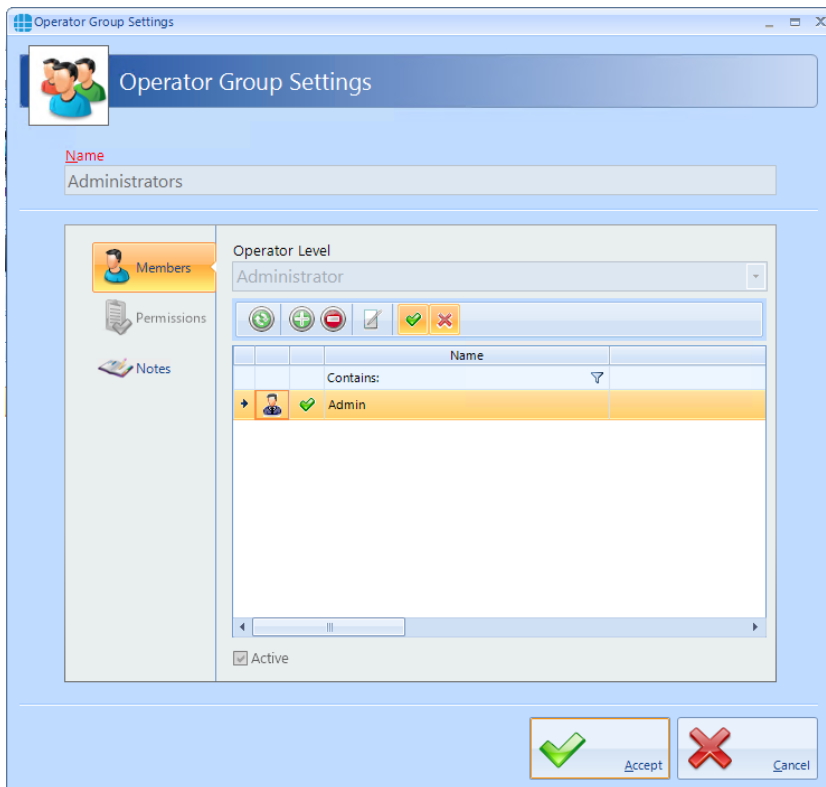 Operator Group Settings
Operator Group Settings
Name
Administrators
Members
Permissions
Notes
Operator Level
Administrator
Name
Contains:
Admin
Active
Accept
Cancel